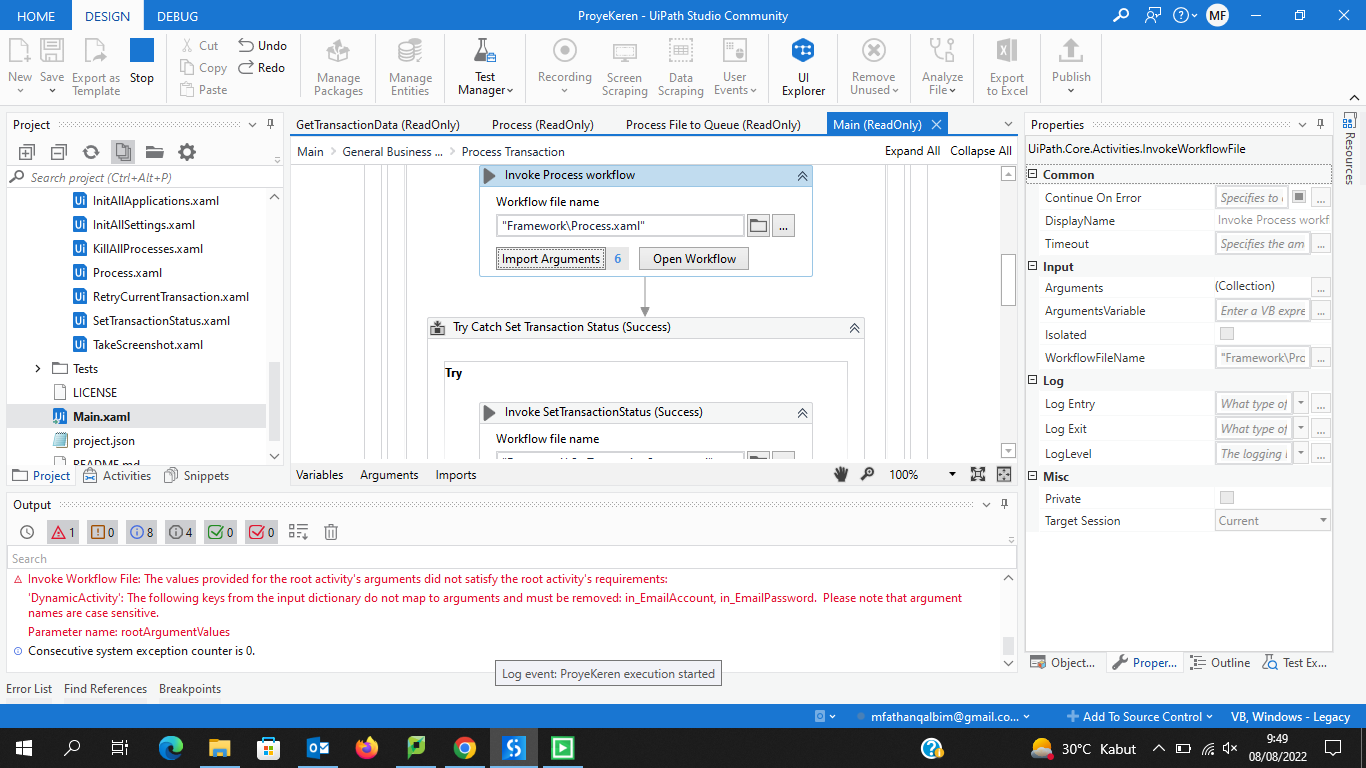 HOME DESIGN DEBUG ProyeKeren - UiPath Studio Community MF
New Save Export as Template Stop
Cut Copy Paste
Undo Redo
Manage Packages
Manage Entities
Test Manager
Recording
Screen Scraping
Data Scraping
User Events
UI Explorer
Remove Unused
Analyze File
Export to Excel
Publish
Project
Search project (Ctrl+Alt+P)
InitAllApplications.xaml
InitAllSettings.xaml
KillAllProcesses.xaml
Process.xaml
RetryCurrentTransaction.xaml
SetTransactionStatus.xaml
TakeScreenshot.xaml
Tests
LICENSE
Main.xaml
project.json
README.md
Project Activities Snippets
GetTransactionData (ReadOnly) Process (ReadOnly) Process File to Queue (ReadOnly) Main (ReadOnly)
Main General Business ... Process Transaction Expand All Collapse All
Invoke Process workflow
Workflow file name
"Framework\Process.xaml" ...
Import Arguments 6 Open Workflow
Try Catch Set Transaction Status (Success)
Try
Invoke SetTransactionStatus (Success)
Workflow file name
Variables Arguments Imports 100%
Properties
UiPath.Core.Activities.InvokeWorkflowFile
Common
Continue On Error Specifies to ...
DisplayName Invoke Process workf
Timeout Specifies the am ...
Input
Arguments (Collection) ...
ArgumentsVariable Enter a VB expre ...
Isolated
WorkflowFileName "Framework\Pro ...
Log
Log Entry What type of ...
Log Exit What type of ...
LogLevel The logging ...
Misc
Private
Target Session Current
Object... Proper... Outline Test Ex...
Resources
Output
1 0 8 4 0 0
Search
Invoke Workflow File: The values provided for the root activity's arguments did not satisfy the root activity's requirements:
'DynamicActivity': The following keys from the input dictionary do not map to arguments and must be removed: in_EmailAccount, in_EmailPassword. Please note that argument
names are case sensitive.
Parameter name: rootArgumentValues
Consecutive system exception counter is 0.
Log event: ProyeKeren execution started
Error List Find References Breakpoints
mfathanqalbim@gmail.co... Add To Source Control VB, Windows - Legacy
30°C Kabut
9:49
08/08/2022